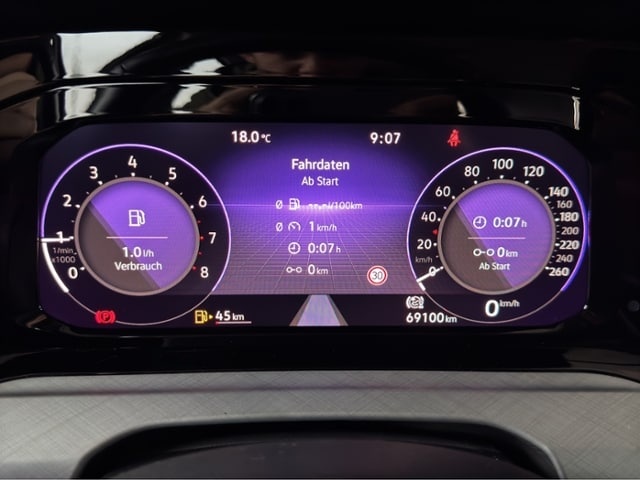 18.0 °C
9:07
Fahrdaten
Ab Start
Ø --,-l/100km
Ø 1 km/h
0:07 h
0 km
30
1 2 3 4 5 6 7 8
1/min
x1000
1.0 l/h
Verbrauch
0 20 40 60 80 100 120 140 160 180 200 220 240 260
km/h
0:07 h
0 km
Ab Start
P
45 km
69100 km
0 km/h